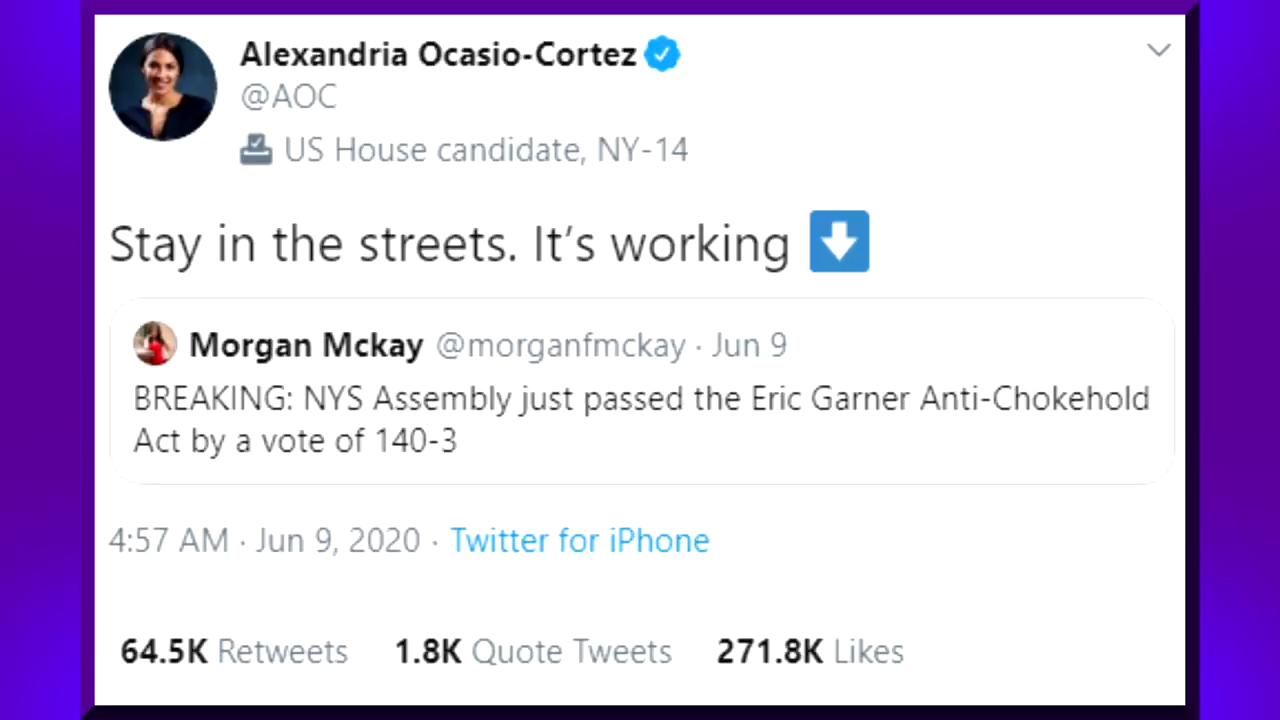 Alexandria Ocasio-Cortez
@AOC
US House candidate, NY-14
Stay in the streets. It’s working ⬇️
Morgan Mckay @morganfmckay · Jun 9
BREAKING: NYS Assembly just passed the Eric Garner Anti-Chokehold
Act by a vote of 140-3
4:57 AM · Jun 9, 2020 · Twitter for iPhone
64.5K Retweets 1.8K Quote Tweets 271.8K Likes